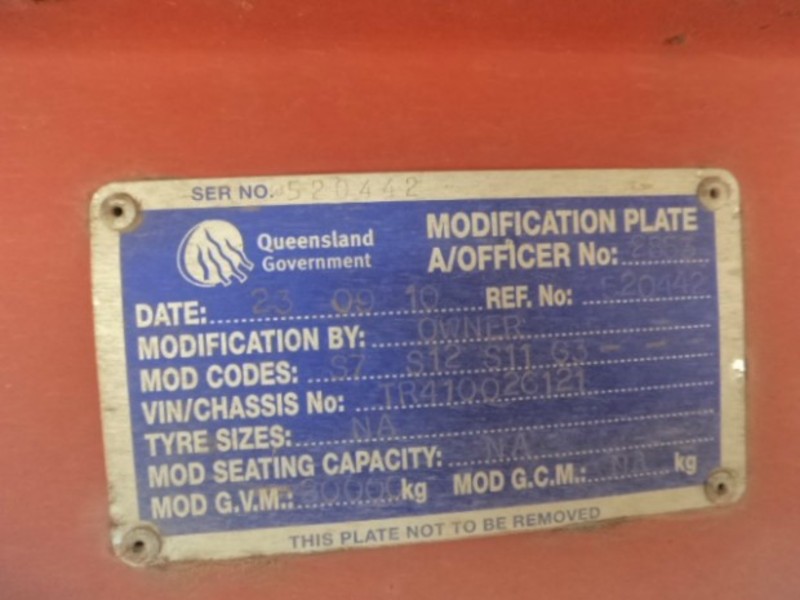 SER NO. 520442
Queensland Government
MODIFICATION PLATE
A/OFFICER No:
DATE: 23 09 10 REF. No: 520442
MODIFICATION BY: OWNER
MOD CODES: S7 S12 S11 G3 - -
VIN/CHASSIS No:
TYRE SIZES: NA
MOD SEATING CAPACITY: NA
MOD G.V.M.: kg MOD G.C.M.: NA kg
THIS PLATE NOT TO BE REMOVED